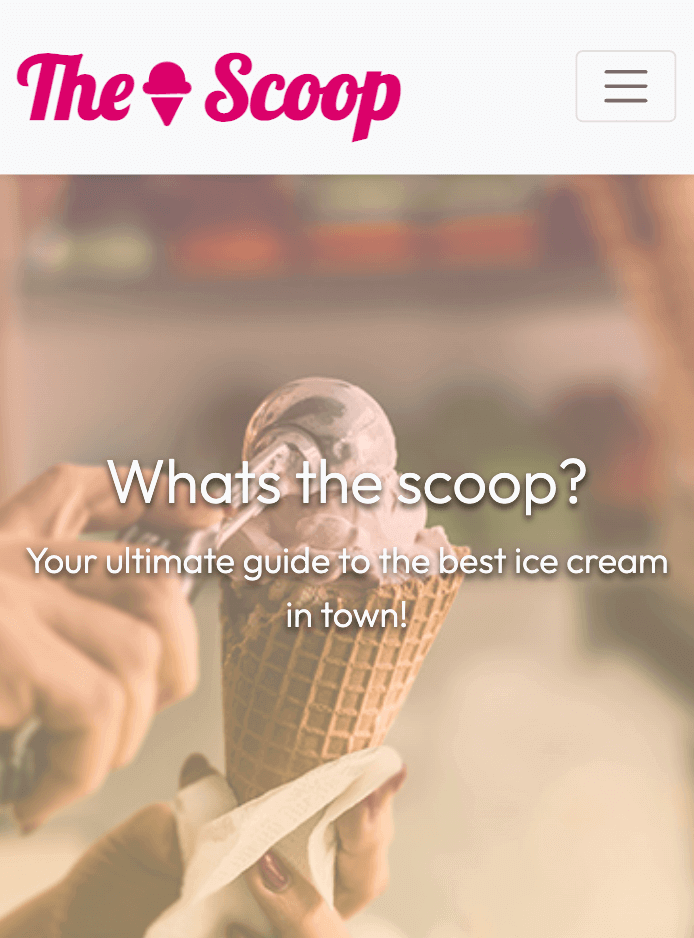 The Scoop
Whats the scoop?
Your ultimate guide to the best ice cream
in town!